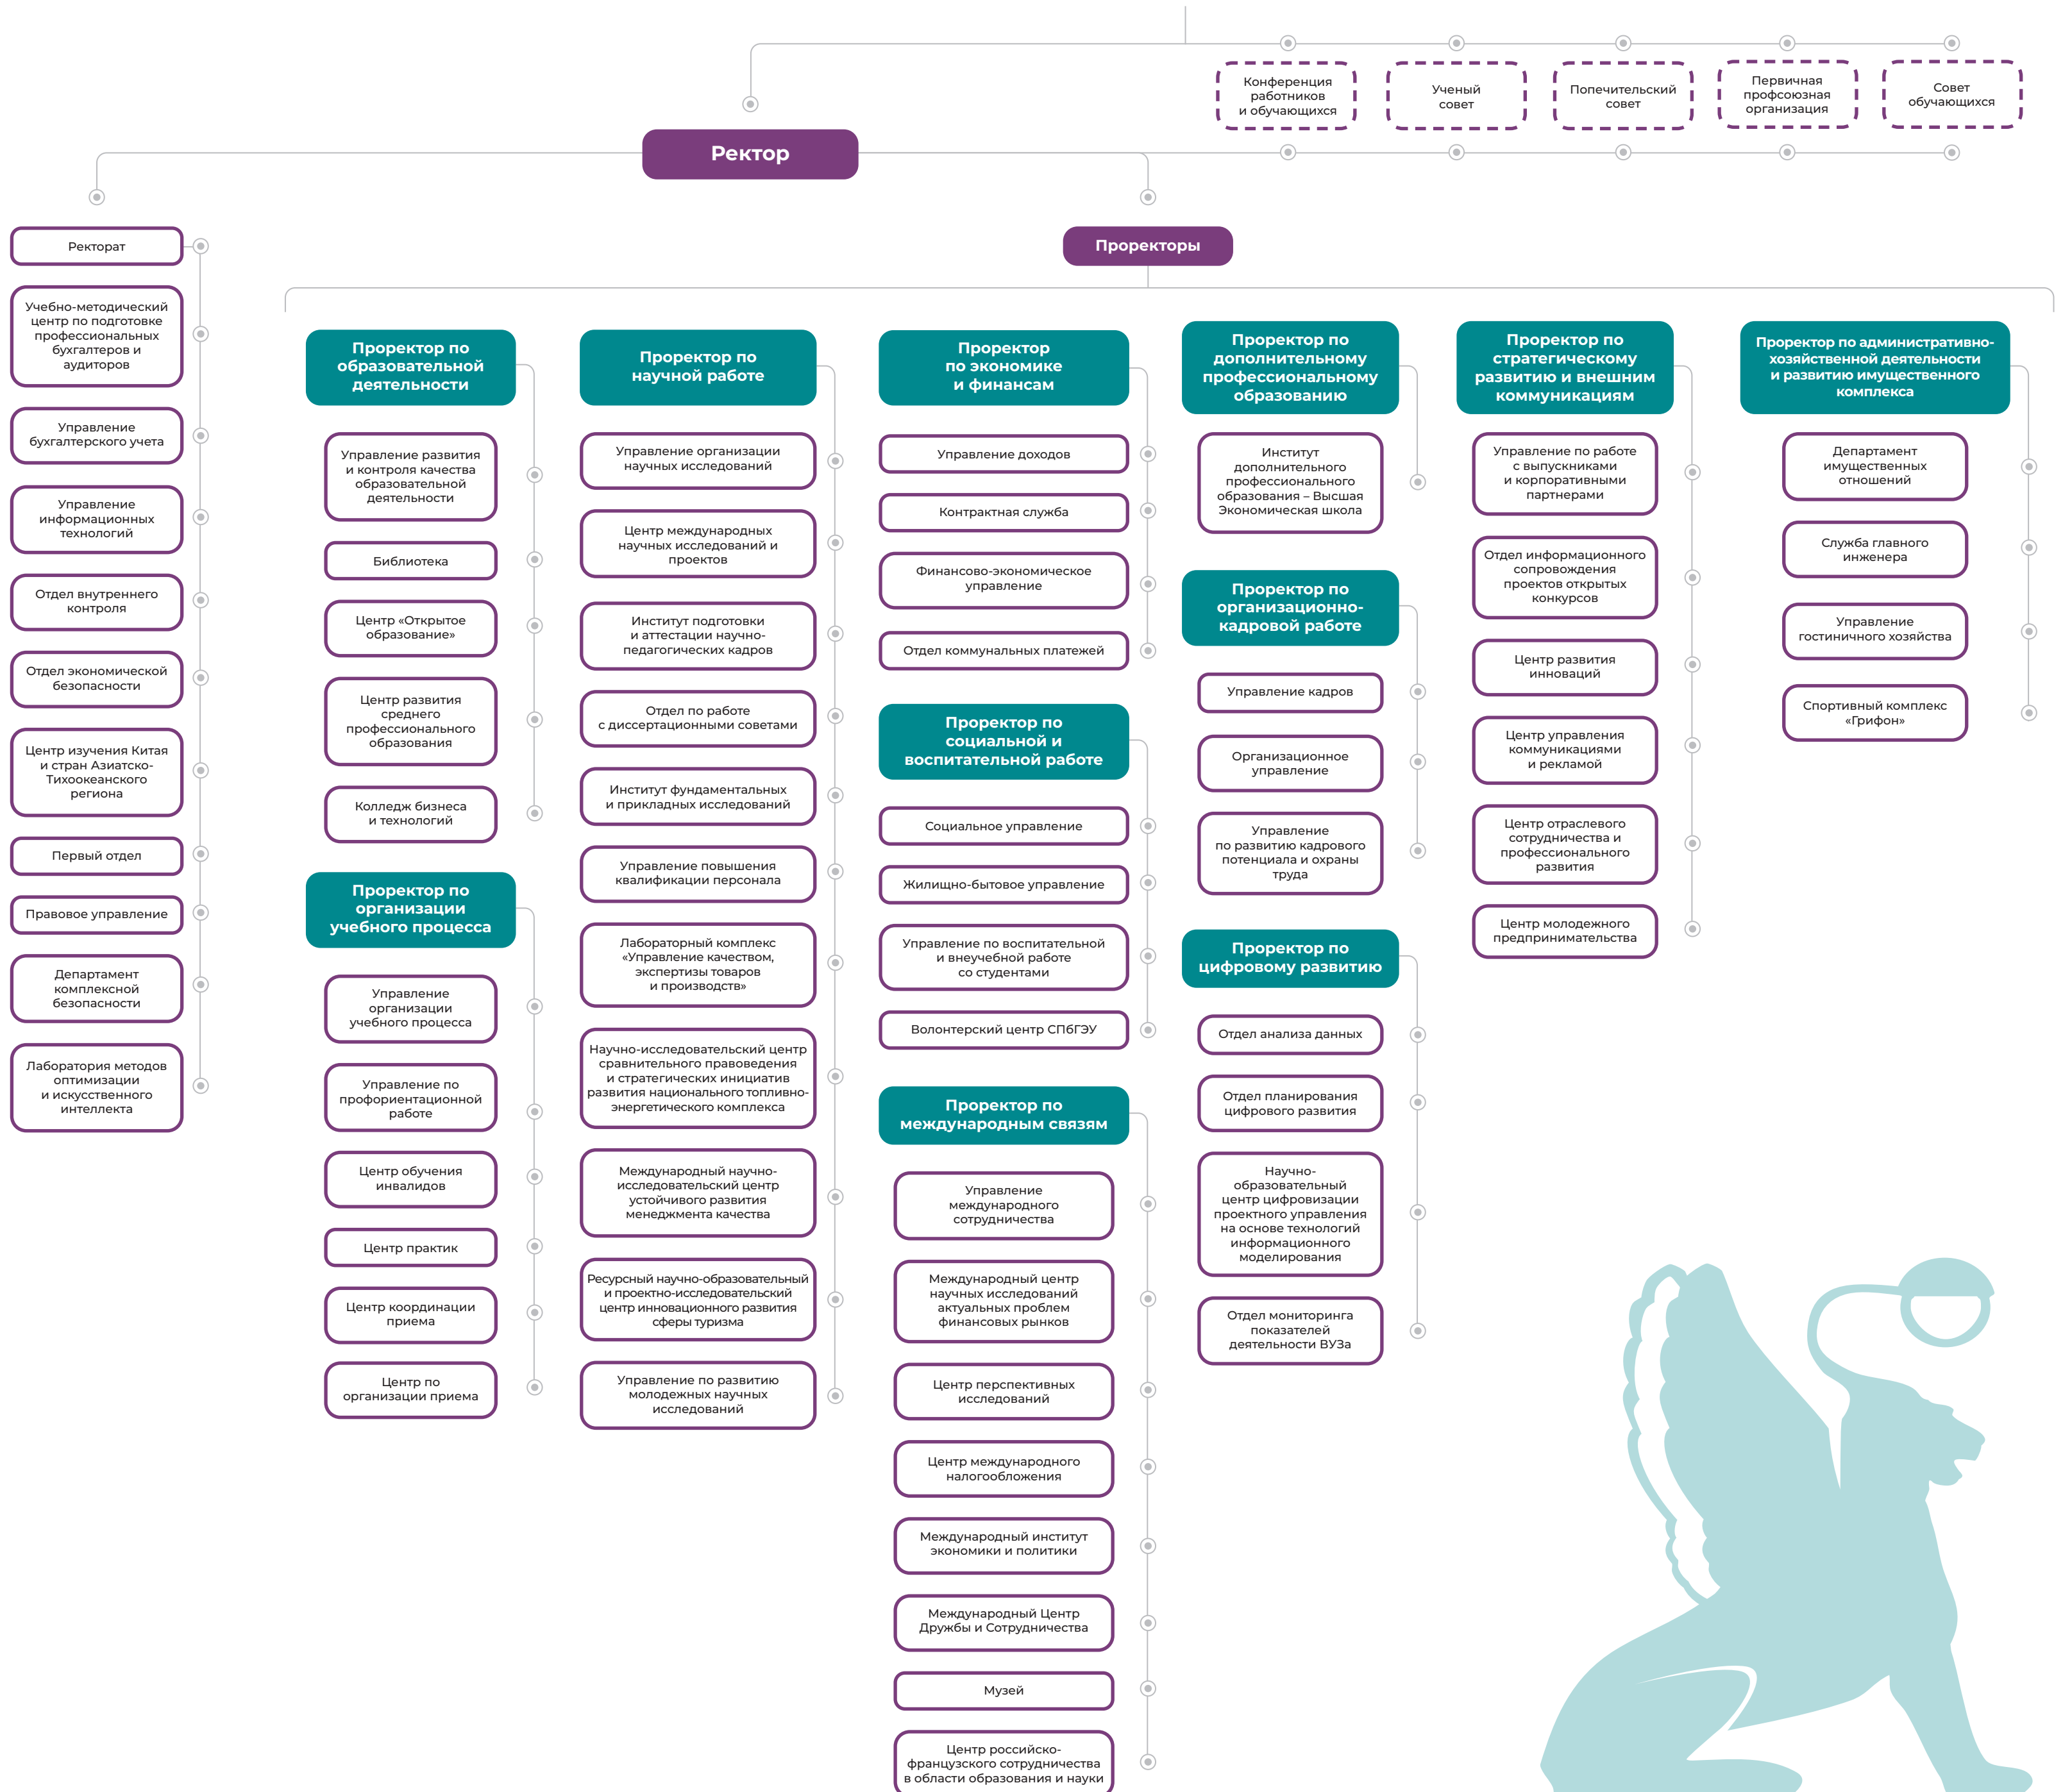 Конференция
работников
и обучающихся
Ученый
совет
Попечительский
совет
Первичная
профсоюзная
организация
Совет
обучающихся
Ректор
Ректорат
Учебно-методический
центр по подготовке
профессиональных
бухгалтеров и
аудиторов
Управление
бухгалтерского учета
Управление
информационных
технологий
Отдел внутреннего
контроля
Отдел экономической
безопасности
Центр изучения Китая
и стран Азиатско-
Тихоокеанского
региона
Первый отдел
Правовое управление
Департамент
комплексной
безопасности
Лаборатория методов
оптимизации
и искусственного
интеллекта
Проректоры
Проректор по
образовательной
деятельности
Управление развития
и контроля качества
образовательной
деятельности
Библиотека
Центр «Открытое
образование»
Центр развития
среднего
профессионального
образования
Колледж бизнеса
и технологий
Проректор по
организации
учебного процесса
Управление
организации
учебного процесса
Управление по
профориентационной
работе
Центр обучения
инвалидов
Центр практик
Центр координации
приема
Центр по
организации приема
Проректор по
научной работе
Управление организации
научных исследований
Центр международных
научных исследований и
проектов
Институт подготовки
и аттестации научно-
педагогических кадров
Отдел по работе
с диссертационными советами
Институт фундаментальных
и прикладных исследований
Управление повышения
квалификации персонала
Лабораторный комплекс
«Управление качеством,
экспертизы товаров
и производств»
Научно-исследовательский центр
сравнительного правоведения
и стратегических инициатив
развития национального топливно-
энергетического комплекса
Международный научно-
исследовательский центр
устойчивого развития
менеджмента качества
Ресурсный научно-образовательный
и проектно-исследовательский
центр инновационного развития
сферы туризма
Управление по развитию
молодежных научных
исследований
Проректор
по экономике
и финансам
Управление доходов
Контрактная служба
Финансово-экономическое
управление
Отдел коммунальных платежей
Проректор по
социальной и
воспитательной работе
Социальное управление
Жилищно-бытовое управление
Управление по воспитательной
и внеучебной работе
со студентами
Волонтерский центр СПбГЭУ
Проректор по
международным связям
Управление
международного
сотрудничества
Международный центр
научных исследований
актуальных проблем
финансовых рынков
Центр перспективных
исследований
Центр международного
налогообложения
Международный институт
экономики и политики
Международный Центр
Дружбы и Сотрудничества
Музей
Центр российско-
французского сотрудничества
в области образования и науки
Проректор по
дополнительному
профессиональному
образованию
Институт
дополнительного
профессионального
образования – Высшая
Экономическая школа
Проректор по
организационно-
кадровой работе
Управление кадров
Организационное
управление
Управление
по развитию кадрового
потенциала и охраны
труда
Проректор по
цифровому развитию
Отдел анализа данных
Отдел планирования
цифрового развития
Научно-
образовательный
центр цифровизации
проектного управления
на основе технологий
информационного
моделирования
Отдел мониторинга
показателей
деятельности ВУЗа
Проректор по
стратегическому
развитию и внешним
коммуникациям
Управление по работе
с выпускниками
и корпоративными
партнерами
Отдел информационного
сопровождения
проектов открытых
конкурсов
Центр развития
инноваций
Центр управления
коммуникациями
и рекламой
Центр отраслевого
сотрудничества и
профессионального
развития
Центр молодежного
предпринимательства
Проректор по административно-
хозяйственной деятельности
и развитию имущественного
комплекса
Департамент
имущественных
отношений
Служба главного
инженера
Управление
гостиничного хозяйства
Спортивный комплекс
«Грифон»